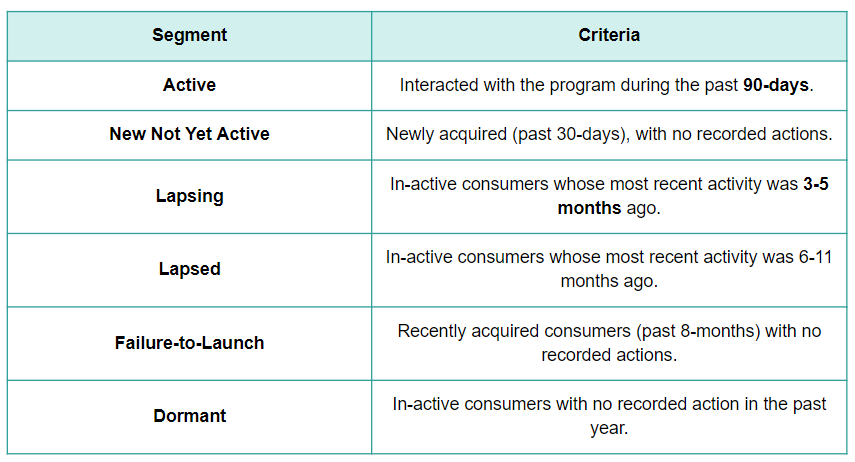 Segment
Criteria
Active
Interacted with the program during the past 90-days.
New Not Yet Active
Newly acquired (past 30-days), with no recorded actions.
Lapsing
In-active consumers whose most recent activity was 3-5
months ago.
Lapsed
In-active consumers whose most recent activity was 6-11
months ago.
Failure-to-Launch
Recently acquired consumers (past 8-months) with no
recorded actions.
Dormant
In-active consumers with no recorded action in the past
year.